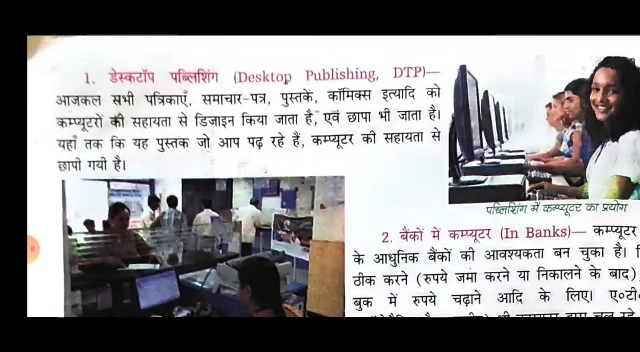 1. डेस्कटॉप पब्लिशिंग (Desktop Publishing, DTP)—
आजकल सभी पत्रिकाएँ, समाचार-पत्र, पुस्तकें, कॉमिक्स इत्यादि को
कम्प्यूटरों की सहायता से डिजाइन किया जाता है, एवं छापा भी जाता है।
यहाँ तक कि यह पुस्तक जो आप पढ़ रहे हैं, कम्प्यूटर की सहायता से
छापी गयी है।
पब्लिशिंग में कम्प्यूटर का प्रयोग
2. बैंकों में कम्प्यूटर (In Banks)— कम्प्यूटर
के आधुनिक बैंकों की आवश्यकता बन चुका है।
ठीक करने (रुपये जमा करने या निकालने के बाद),
बुक में रुपये चढ़ाने आदि के लिए। ए०टी०